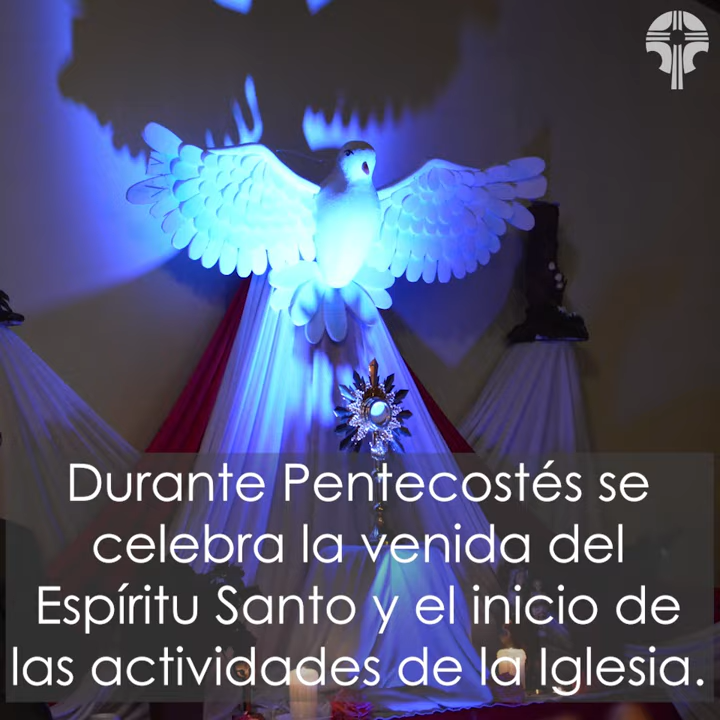 Durante Pentecostés se
celebra la venida del
Espíritu Santo y el inicio de
las actividades de la Iglesia.